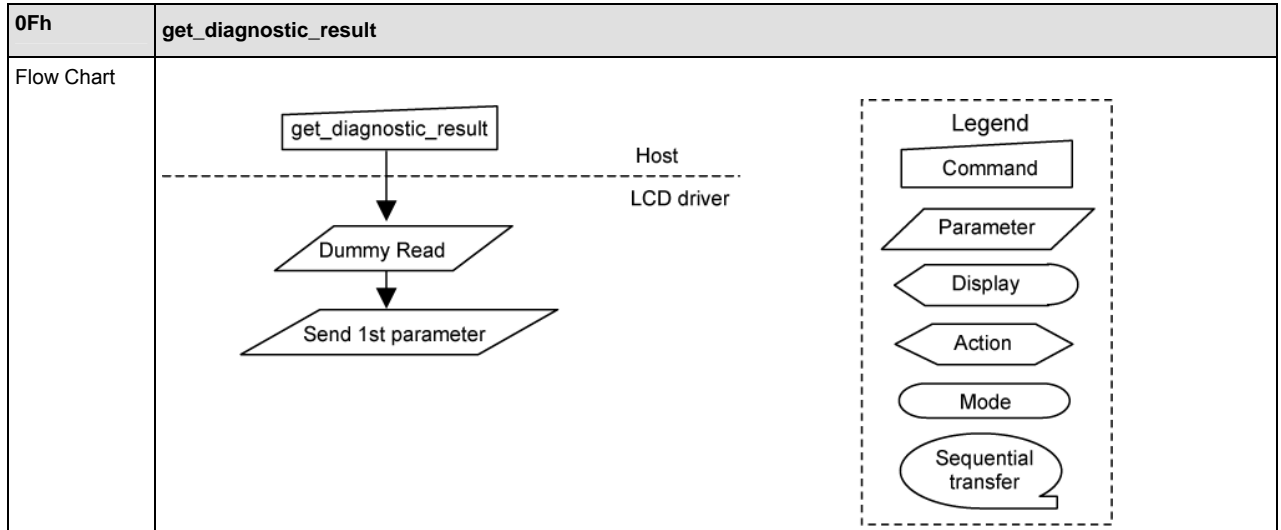 0Fh
get_diagnostic_result
Flow Chart
get_diagnostic_result
Host
LCD driver
Dummy Read
Send 1st parameter
Legend
Command
Parameter
Display
Action
Mode
Sequential
transfer